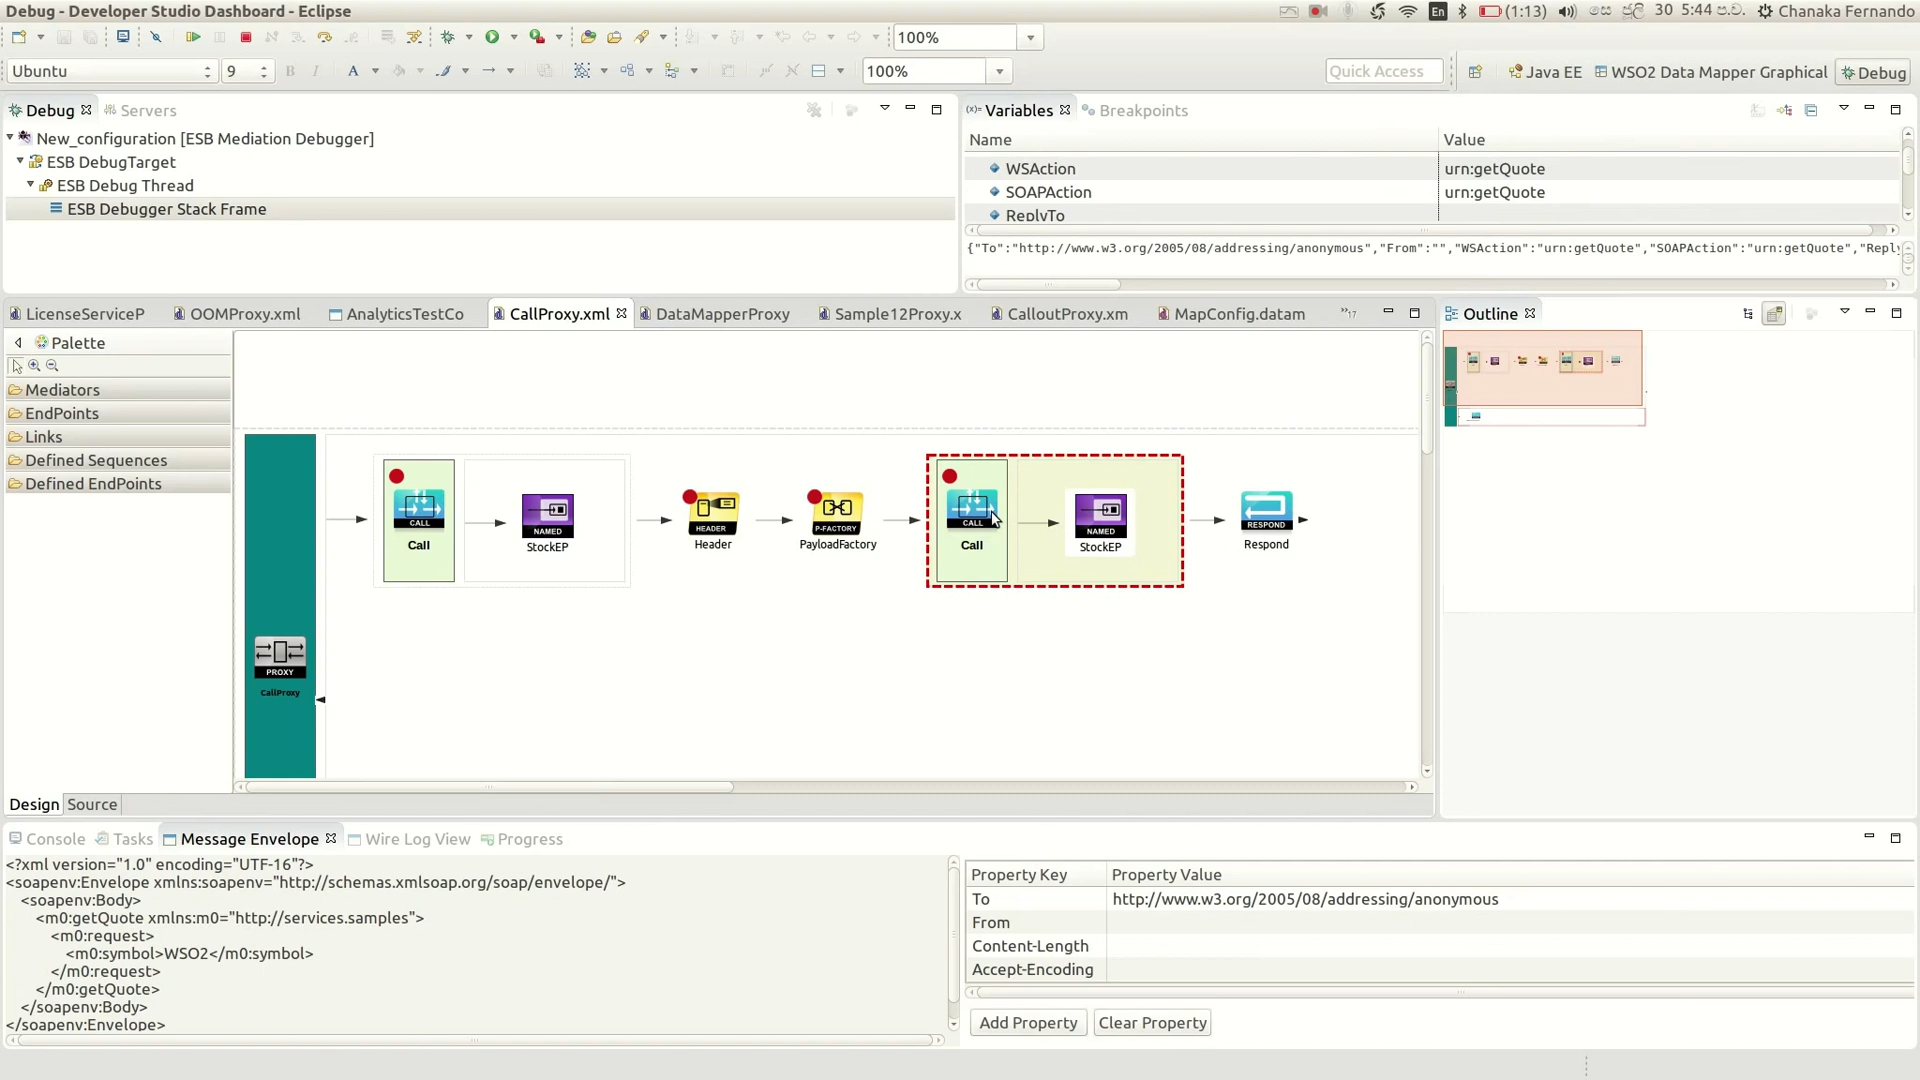 Debug - Developer Studio Dashboard - Eclipse
En
(1:13)
30 5:44
Chanaka Fernando
100%
Ubuntu
9
100%
Quick Access
Java EE
WSO2 Data Mapper Graphical
Debug
Debug
Servers
New_configuration [ESB Mediation Debugger]
ESB DebugTarget
ESB Debug Thread
ESB Debugger Stack Frame
Variables
Breakpoints
Name
Value
WSAction
urn:getQuote
SOAPAction
urn:getQuote
ReplyTo
{"To":"http://www.w3.org/2005/08/addressing/anonymous","From":"","WSAction":"urn:getQuote","SOAPAction":"urn:getQuote","Reply
LicenseServiceP
OOMProxy.xml
AnalyticsTestCo
CallProxy.xml
DataMapperProxy
Sample12Proxy.x
CalloutProxy.xm
MapConfig.datam
»17
Outline
Palette
Mediators
EndPoints
Links
Defined Sequences
Defined EndPoints
CALL
Call
NAMED
StockEP
HEADER
Header
P-FACTORY
PayloadFactory
CALL
Call
NAMED
StockEP
RESPOND
Respond
PROXY
CallProxy
Design
Source
Console
Tasks
Message Envelope
Wire Log View
Progress
<?xml version="1.0" encoding="UTF-16"?>
<soapenv:Envelope xmlns:soapenv="http://schemas.xmlsoap.org/soap/envelope/">
<soapenv:Body>
<m0:getQuote xmlns:m0="http://services.samples">
<m0:request>
<m0:symbol>WSO2</m0:symbol>
</m0:request>
</m0:getQuote>
</soapenv:Body>
</soapenv:Envelope>
Property Key
Property Value
To
http://www.w3.org/2005/08/addressing/anonymous
From
Content-Length
Accept-Encoding
Add Property
Clear Property